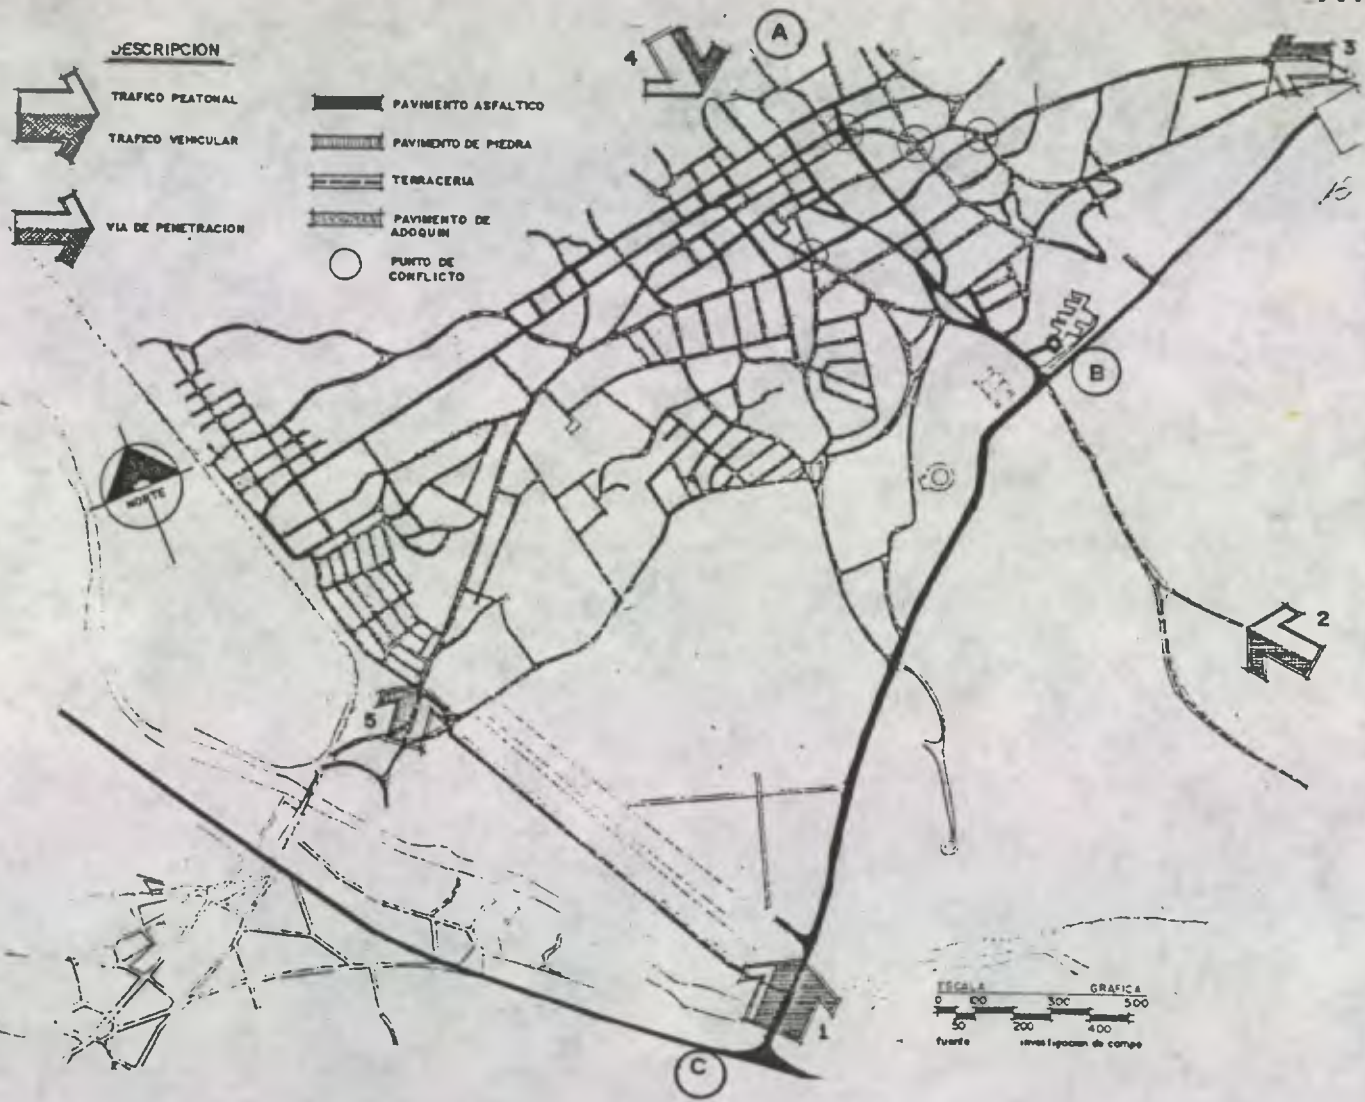 DESCRIPCION
TRAFICO PEATONAL
TRAFICO VEHICULAR
VIA DE PENETRACION
PAVIMENTO ASFALTICO
PAVIMENTO DE PIEDRA
TERRACERIA
PAVIMENTO DE
ADOQUIN
PUNTO DE
CONFLICTO
4
A
3
B
NORTE
2
5
1
C
ESCALA GRAFICA
0 100 300 500
50 200 400
fuente investigacion de campo